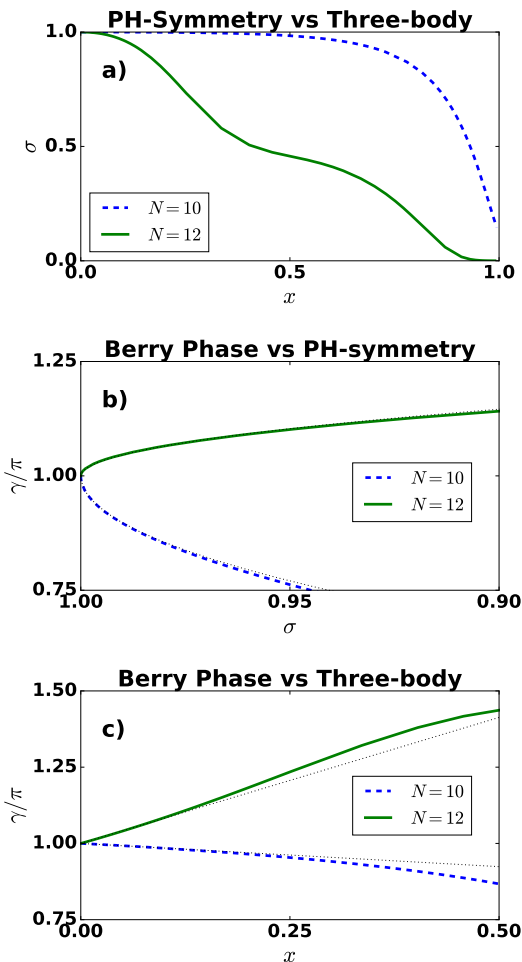 PH-Symmetry vs Three-body
1.0
a)
σ
0.5
N = 10
N = 12
0.0
0.0
0.5
1.0
x
Berry Phase vs PH-symmetry
1.25
b)
γ/π
1.00
N = 10
N = 12
0.75
1.00
0.95
0.90
σ
Berry Phase vs Three-body
1.50
c)
1.25
γ/π
N = 10
1.00
N = 12
0.75
0.00
0.25
0.50
x